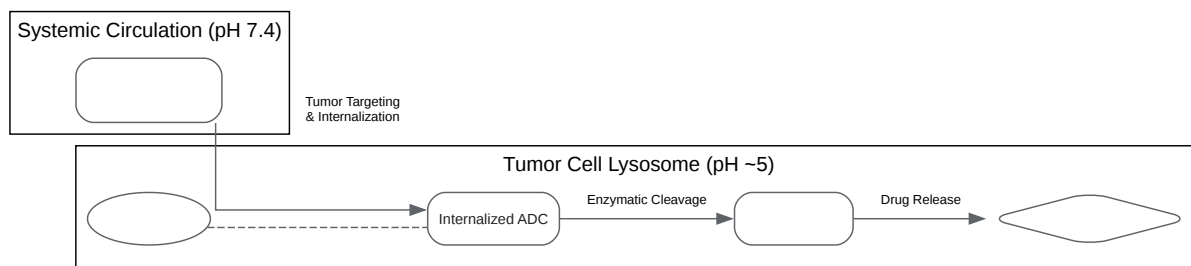 Systemic Circulation (pH 7.4)
Tumor Targeting
& Internalization
Tumor Cell Lysosome (pH ~5)
Internalized ADC
Enzymatic Cleavage
Drug Release